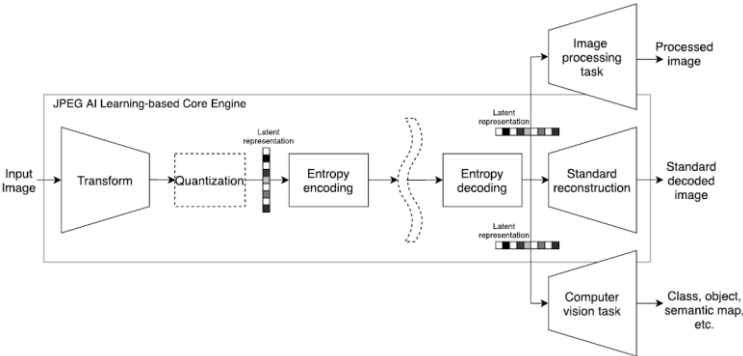 Image
processing
task
Processed
image
JPEG AI Learning-based Core Engine
Latent
representation
Latent
representation
Input
Image
Transform
Quantization
Entropy
encoding
Entropy
decoding
Standard
reconstruction
Standard
decoded
image
Latent
representation
Computer
vision task
Class, object,
semantic map,
etc.